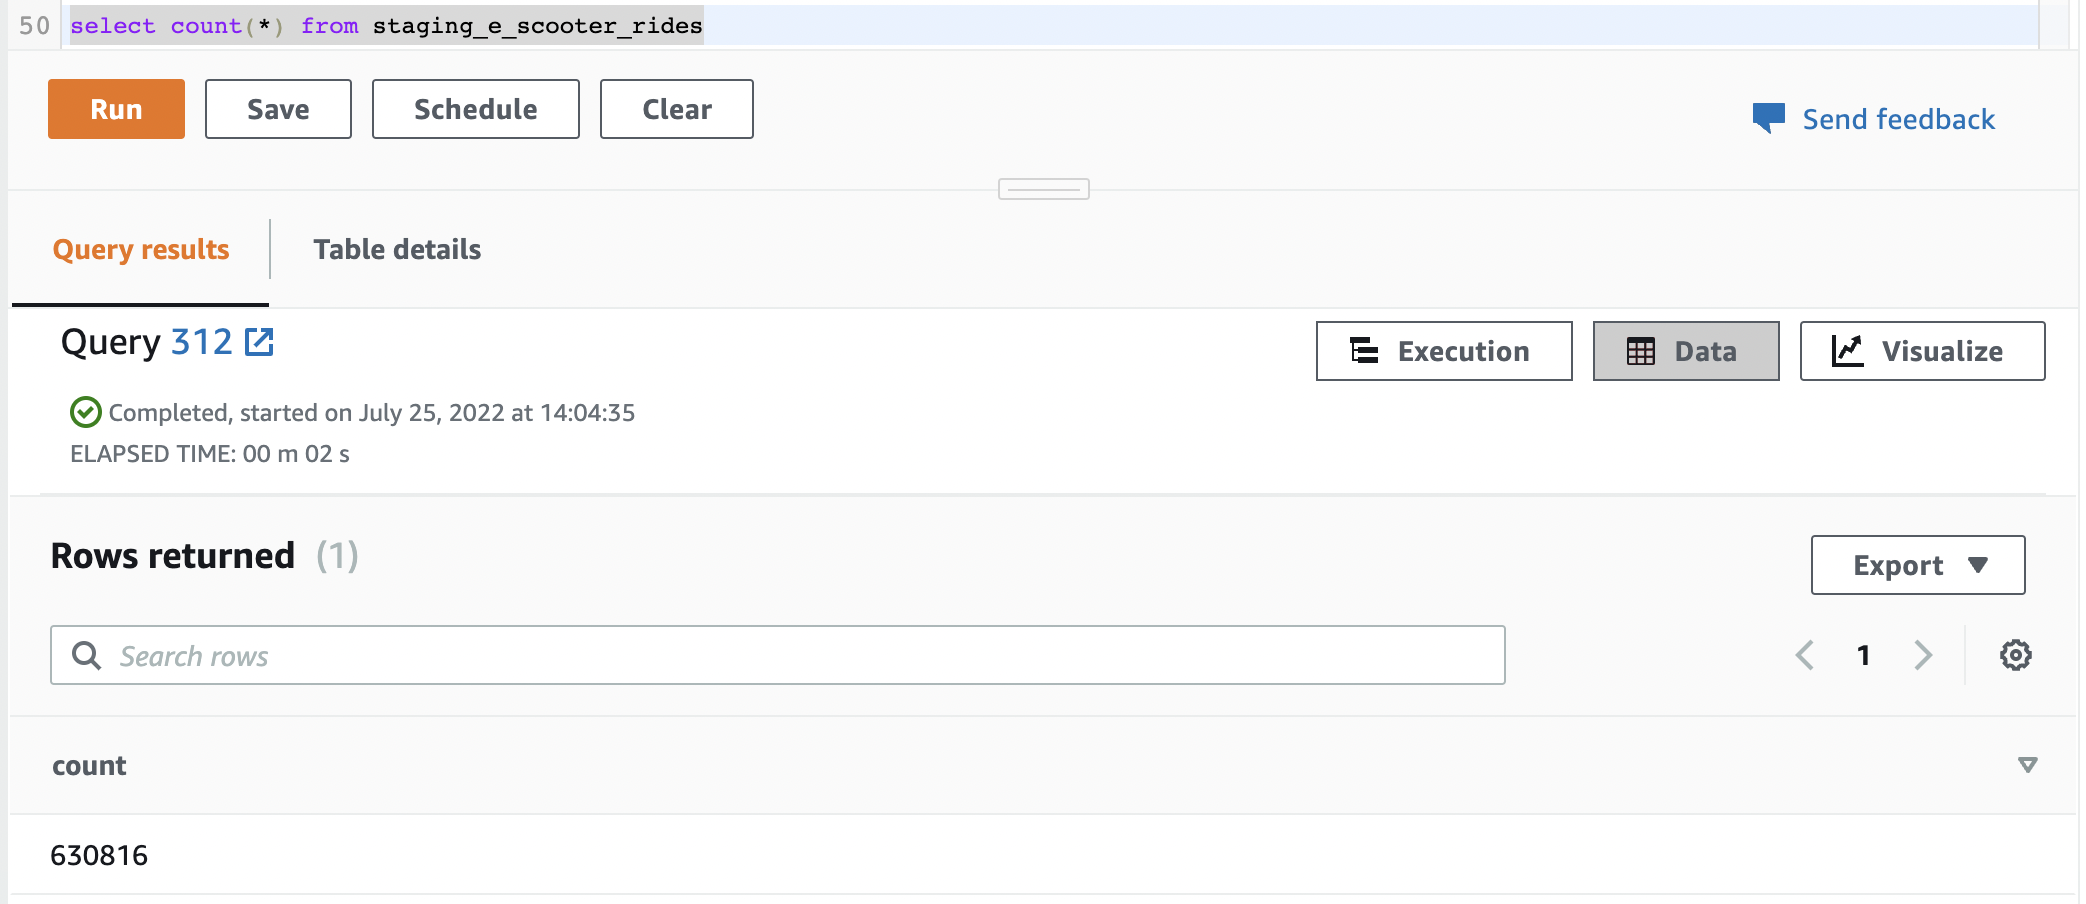 50 select count(*) from staging_e_scooter_rides
Run Save Schedule Clear
Send feedback
Query results Table details
Query 312
Execution Data Visualize
Completed, started on July 25, 2022 at 14:04:35
ELAPSED TIME: 00 m 02 s
Rows returned (1)
Export
Search rows
1
count
630816